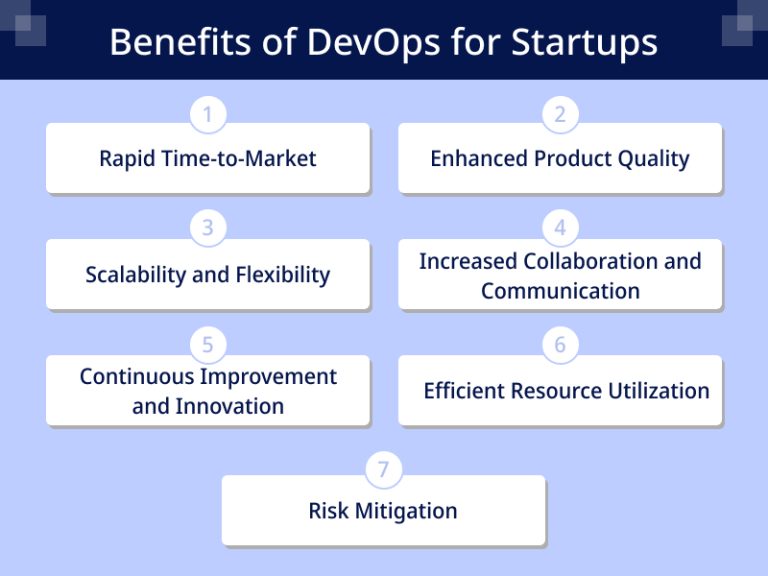 Benefits of DevOps for Startups
1
Rapid Time-to-Market
2
Enhanced Product Quality
3
Scalability and Flexibility
4
Increased Collaboration and
Communication
5
Continuous Improvement
and Innovation
6
Efficient Resource Utilization
7
Risk Mitigation